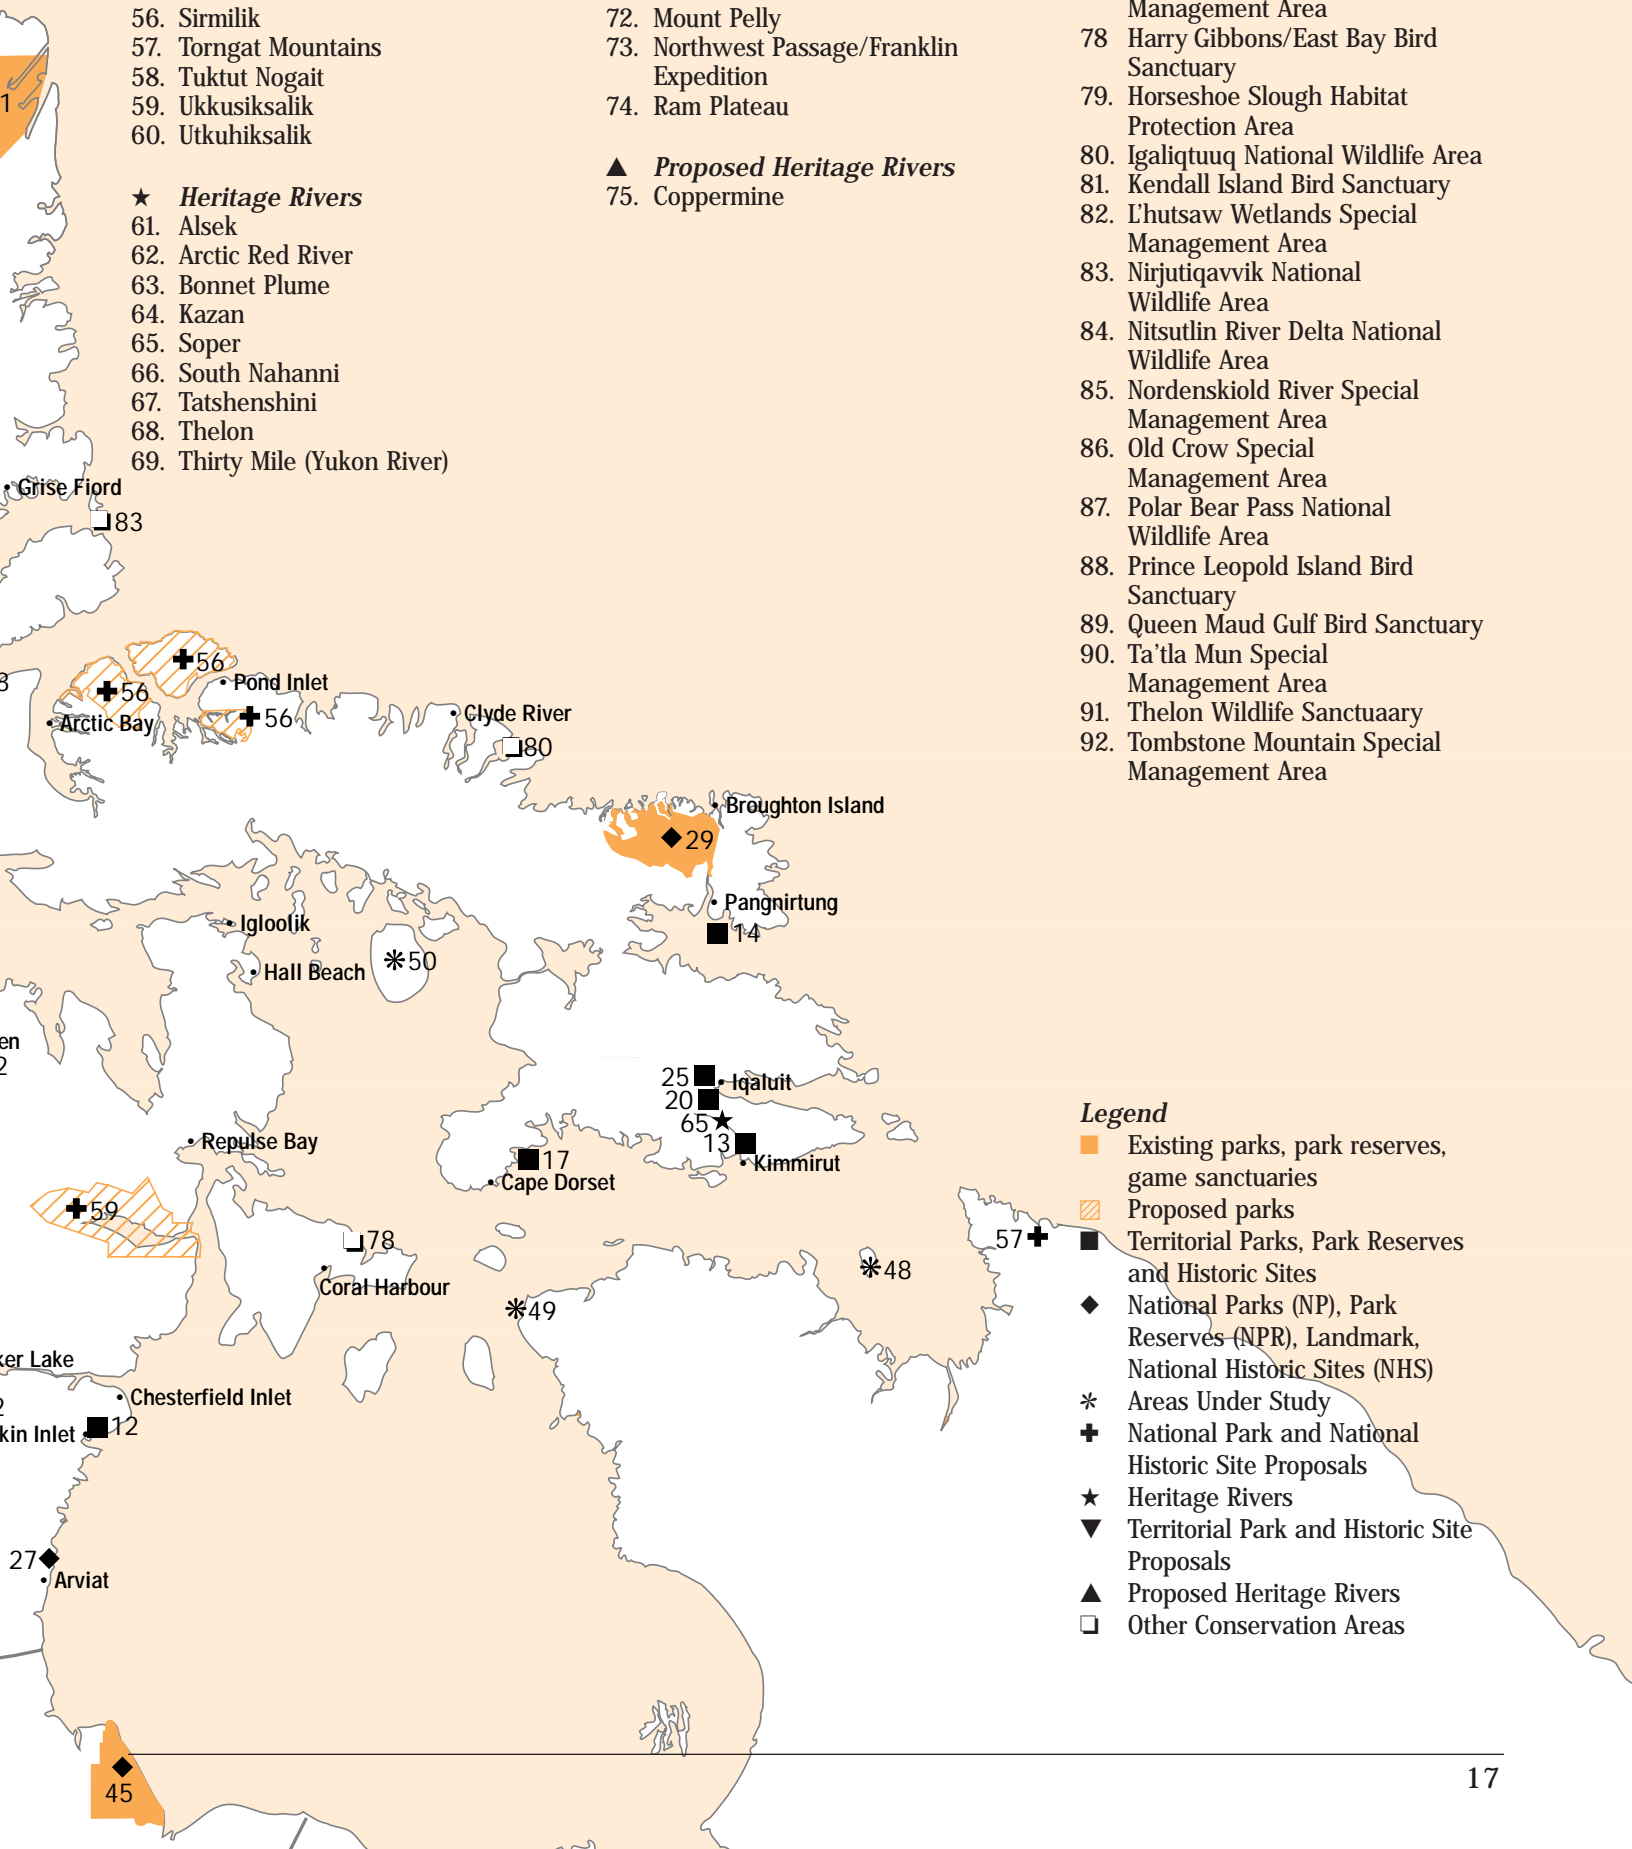 56. Sirmilik
57. Torngat Mountains
58. Tuktut Nogait
59. Ukkusiksalik
60. Utkuhiksalik
★ Heritage Rivers
61. Alsek
62. Arctic Red River
63. Bonnet Plume
64. Kazan
65. Soper
66. South Nahanni
67. Tatshenshini
68. Thelon
69. Thirty Mile (Yukon River)
72. Mount Pelly
73. Northwest Passage/Franklin
Expedition
74. Ram Plateau
▲ Proposed Heritage Rivers
75. Coppermine
Management Area
78 Harry Gibbons/East Bay Bird
Sanctuary
79. Horseshoe Slough Habitat
Protection Area
80. Igaliqtuuq National Wildlife Area
81. Kendall Island Bird Sanctuary
82. L'hutsaw Wetlands Special
Management Area
83. Nirjutiqavvik National
Wildlife Area
84. Nitsutlin River Delta National
Wildlife Area
85. Nordenskiold River Special
Management Area
86. Old Crow Special
Management Area
87. Polar Bear Pass National
Wildlife Area
88. Prince Leopold Island Bird
Sanctuary
89. Queen Maud Gulf Bird Sanctuary
90. Ta'tla Mun Special
Management Area
91. Thelon Wildlife Sanctuaary
92. Tombstone Mountain Special
Management Area
1
Grise Fiord
83
56
56
Pond Inlet
56
Arctic Bay
Clyde River
80
Broughton Island
29
Pangnirtung
14
Igloolik
50
Hall Beach
en
2
25
Iqaluit
20
65
13
Kimmirut
Repulse Bay
17
Cape Dorset
59
78
Coral Harbour
57
48
49
ker Lake
Chesterfield Inlet
2
12
kin Inlet
27
Arviat
45
Legend
Existing parks, park reserves,
game sanctuaries
Proposed parks
Territorial Parks, Park Reserves
and Historic Sites
National Parks (NP), Park
Reserves (NPR), Landmark,
National Historic Sites (NHS)
Areas Under Study
National Park and National
Historic Site Proposals
Heritage Rivers
Territorial Park and Historic Site
Proposals
Proposed Heritage Rivers
Other Conservation Areas
17